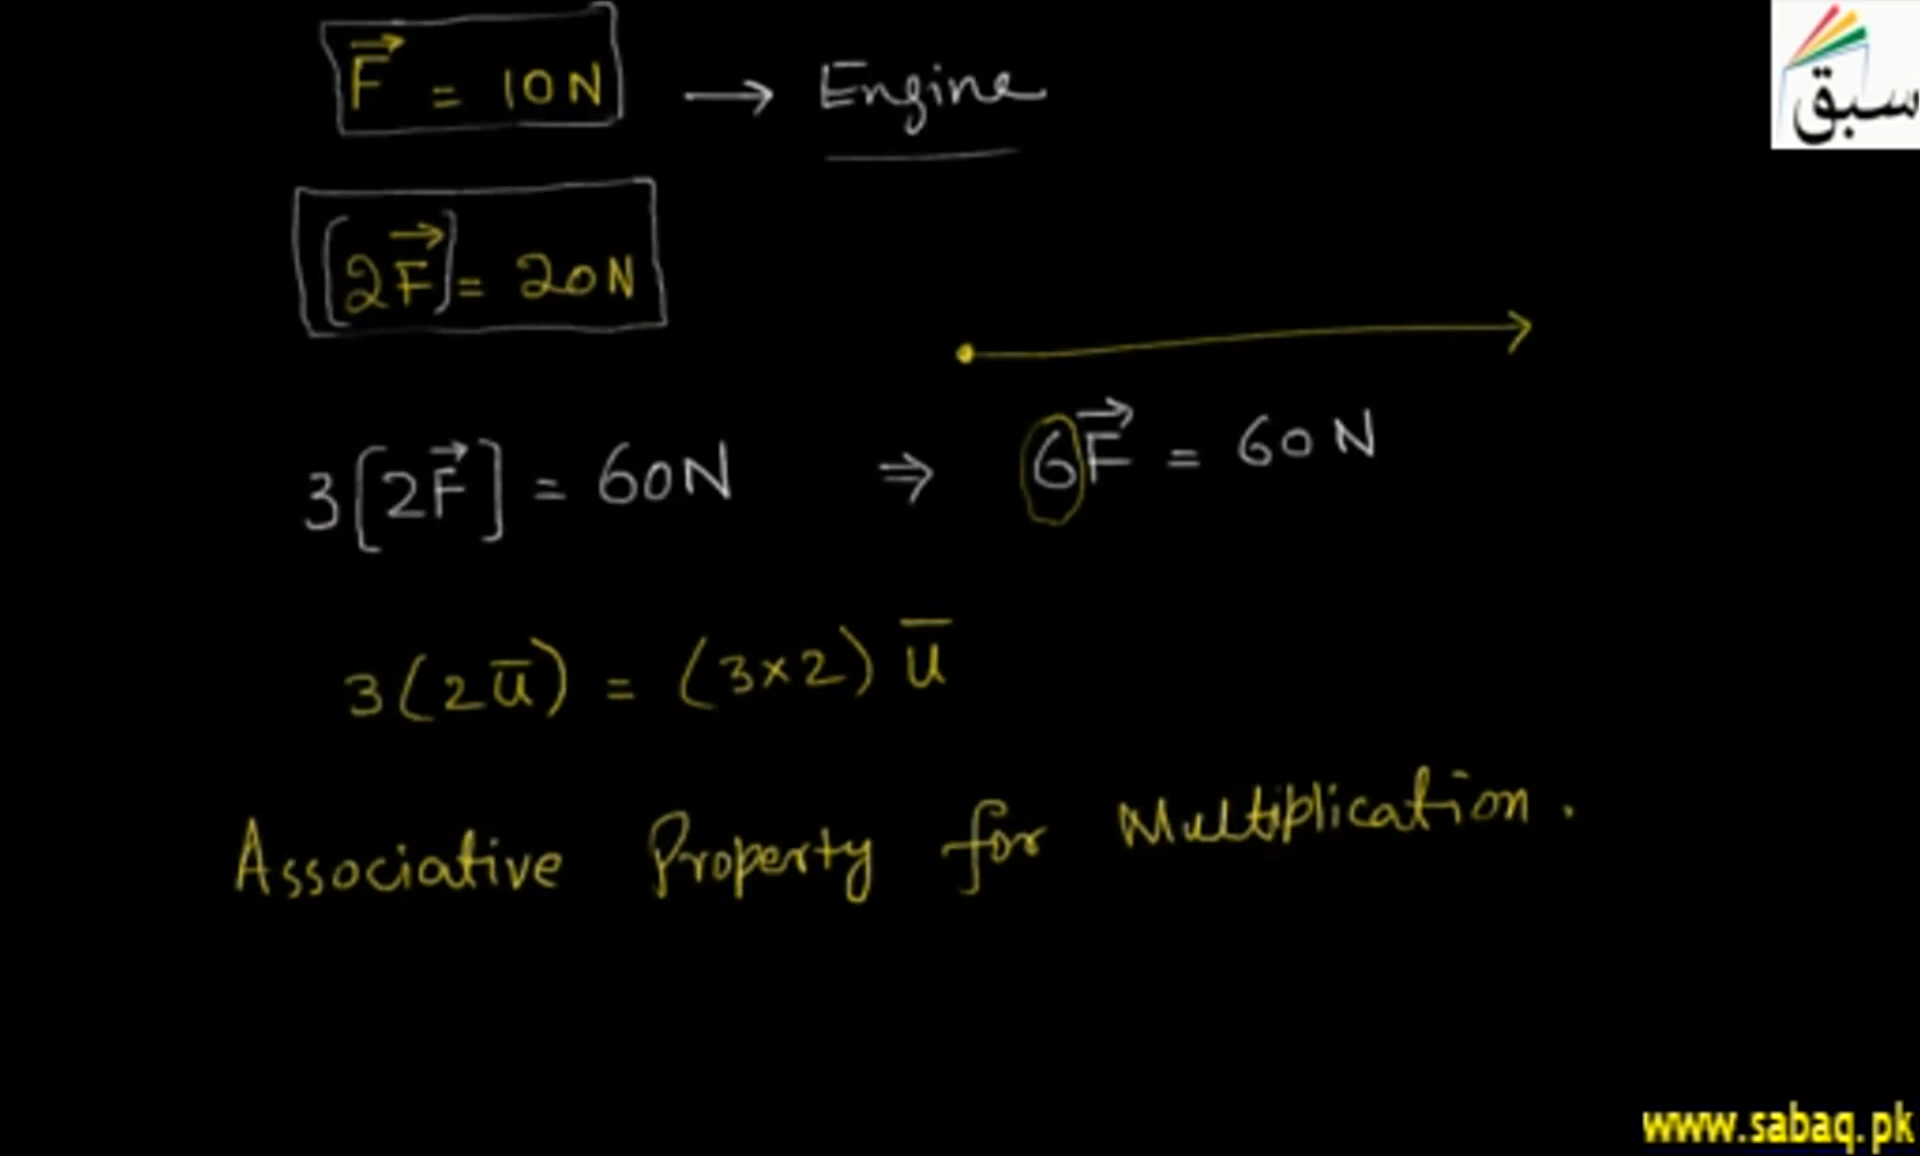 F⃗ = 10N → Engine
سبق
[2F⃗] = 20N
3[2F⃗] = 60N ⇒ 6F⃗ = 60N
3(2u̅) = (3×2) u̅
Associative Property for Multiplication.
www.sabaq.pk